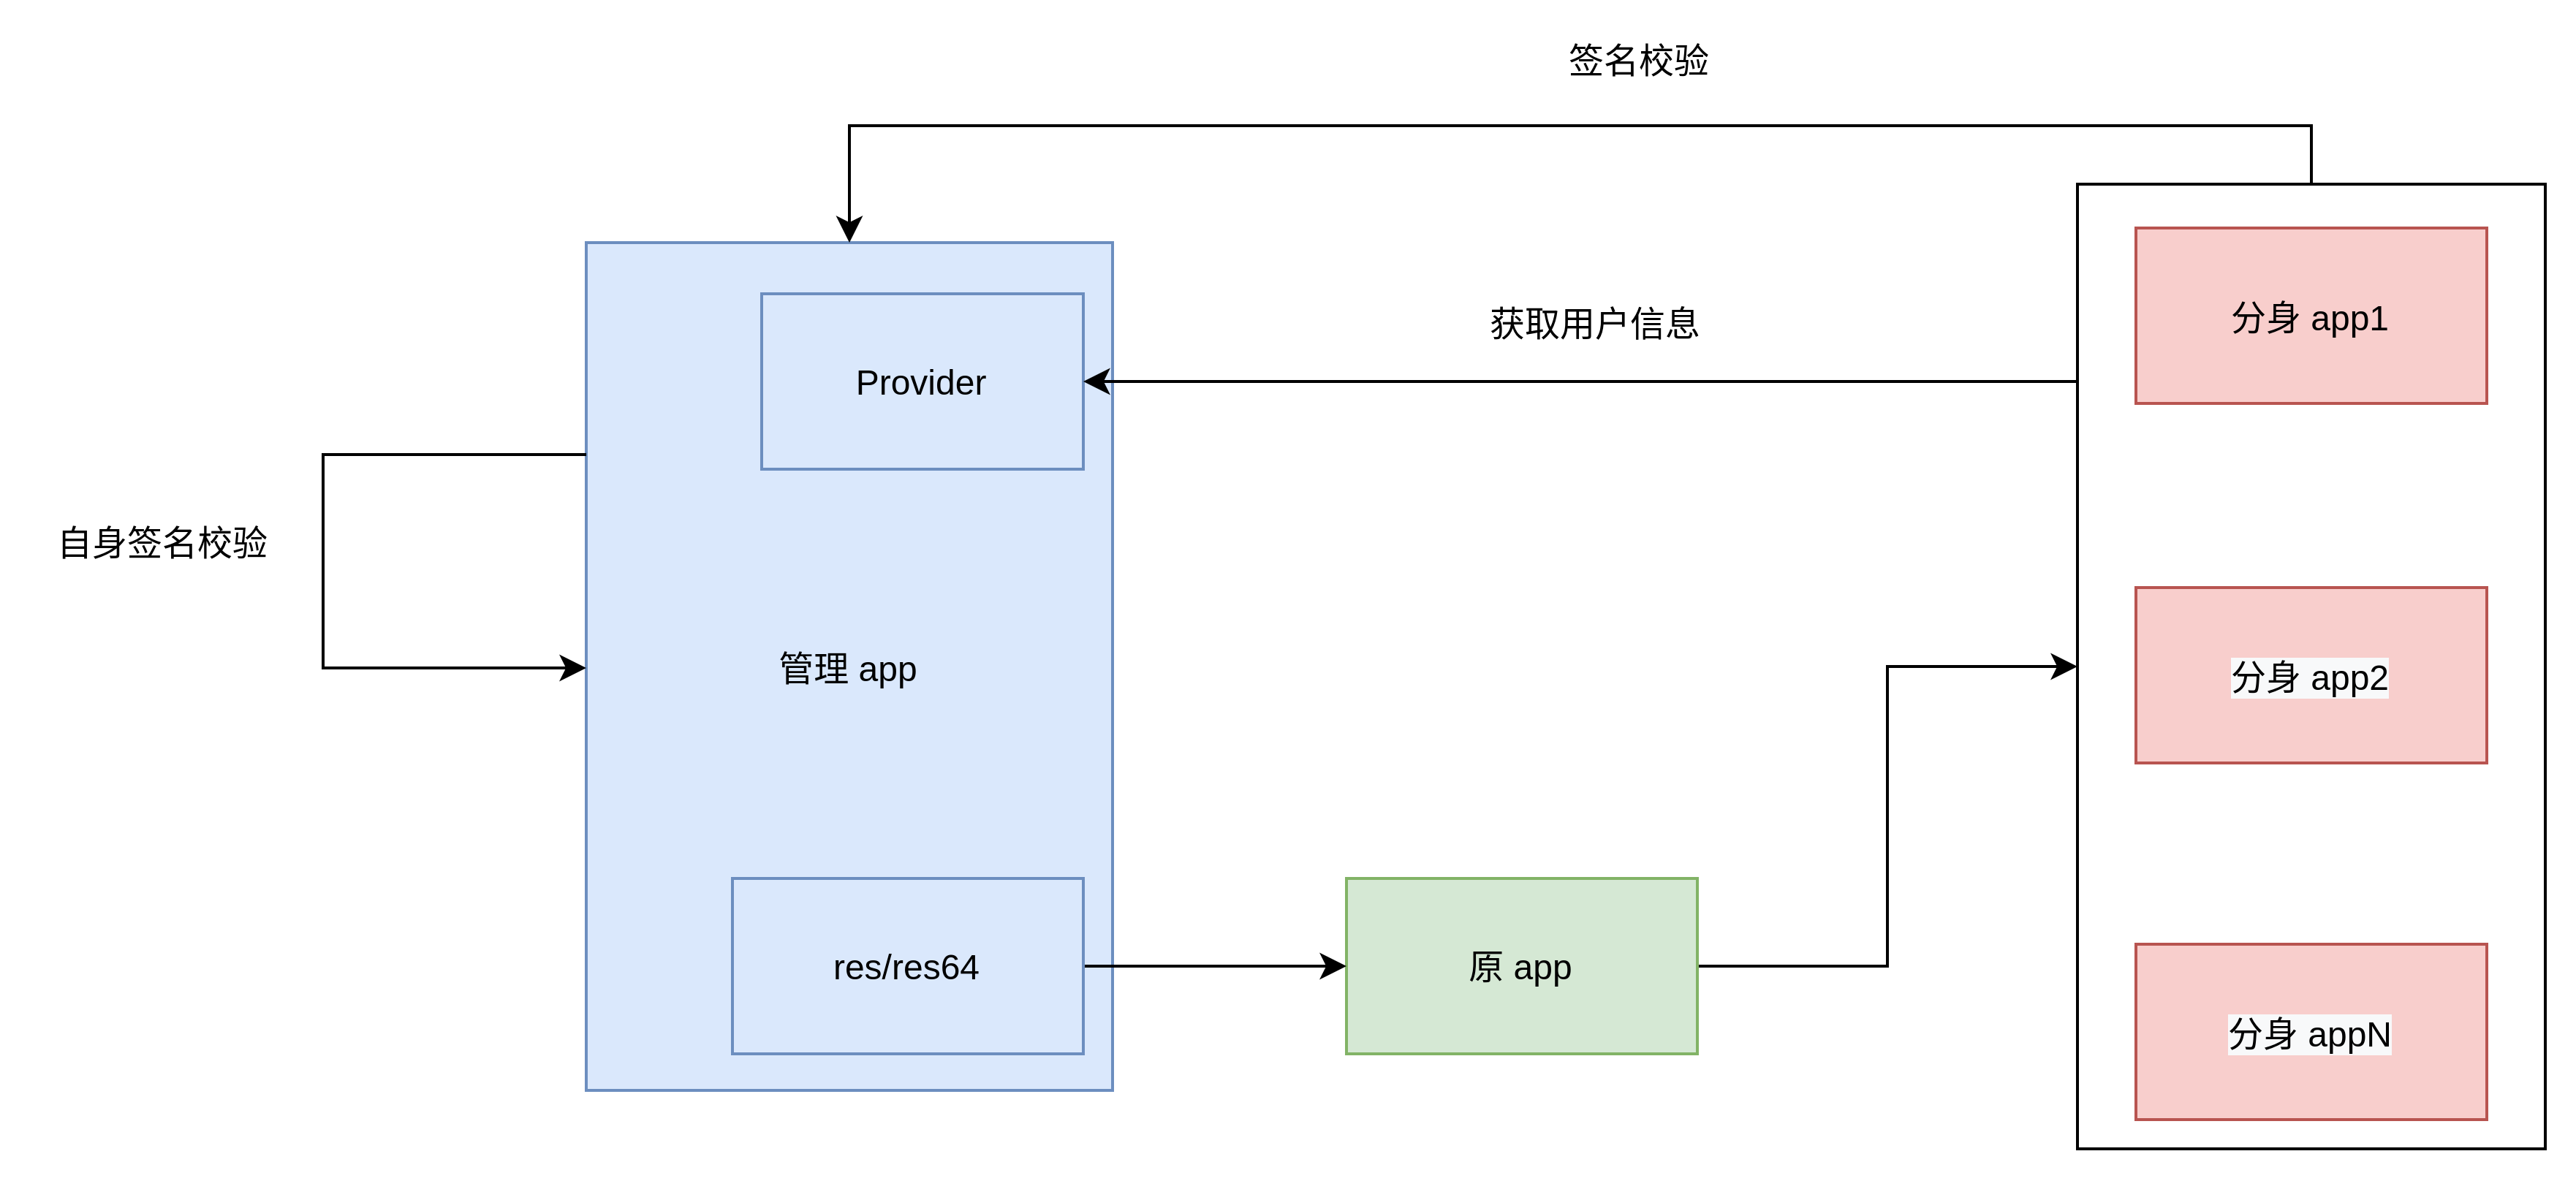 签名校验
获取用户信息
分身 app1
Provider
自身签名校验
管理 app
分身 app2
res/res64
原 app
分身 appN